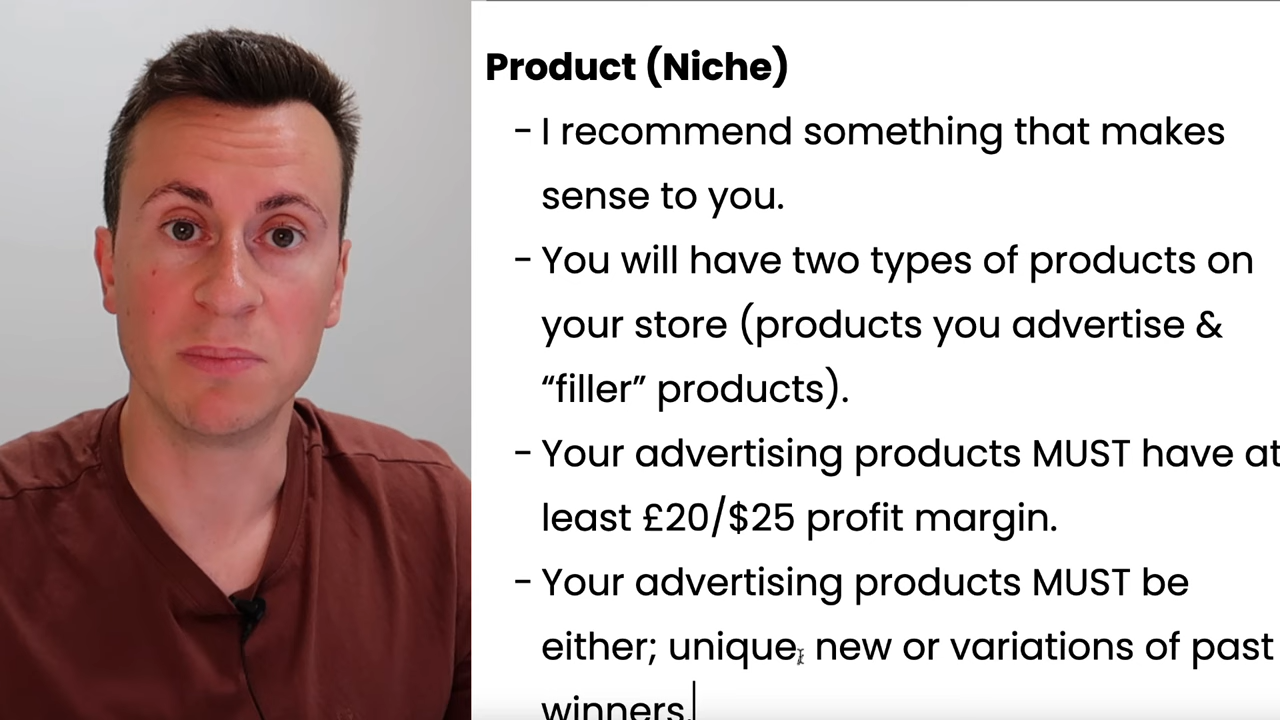 Product (Niche)
- I recommend something that makes
sense to you.
- You will have two types of products on
your store (products you advertise &
“filler” products).
- Your advertising products MUST have at
least £20/$25 profit margin.
- Your advertising products MUST be
either; unique, new or variations of past
winners.